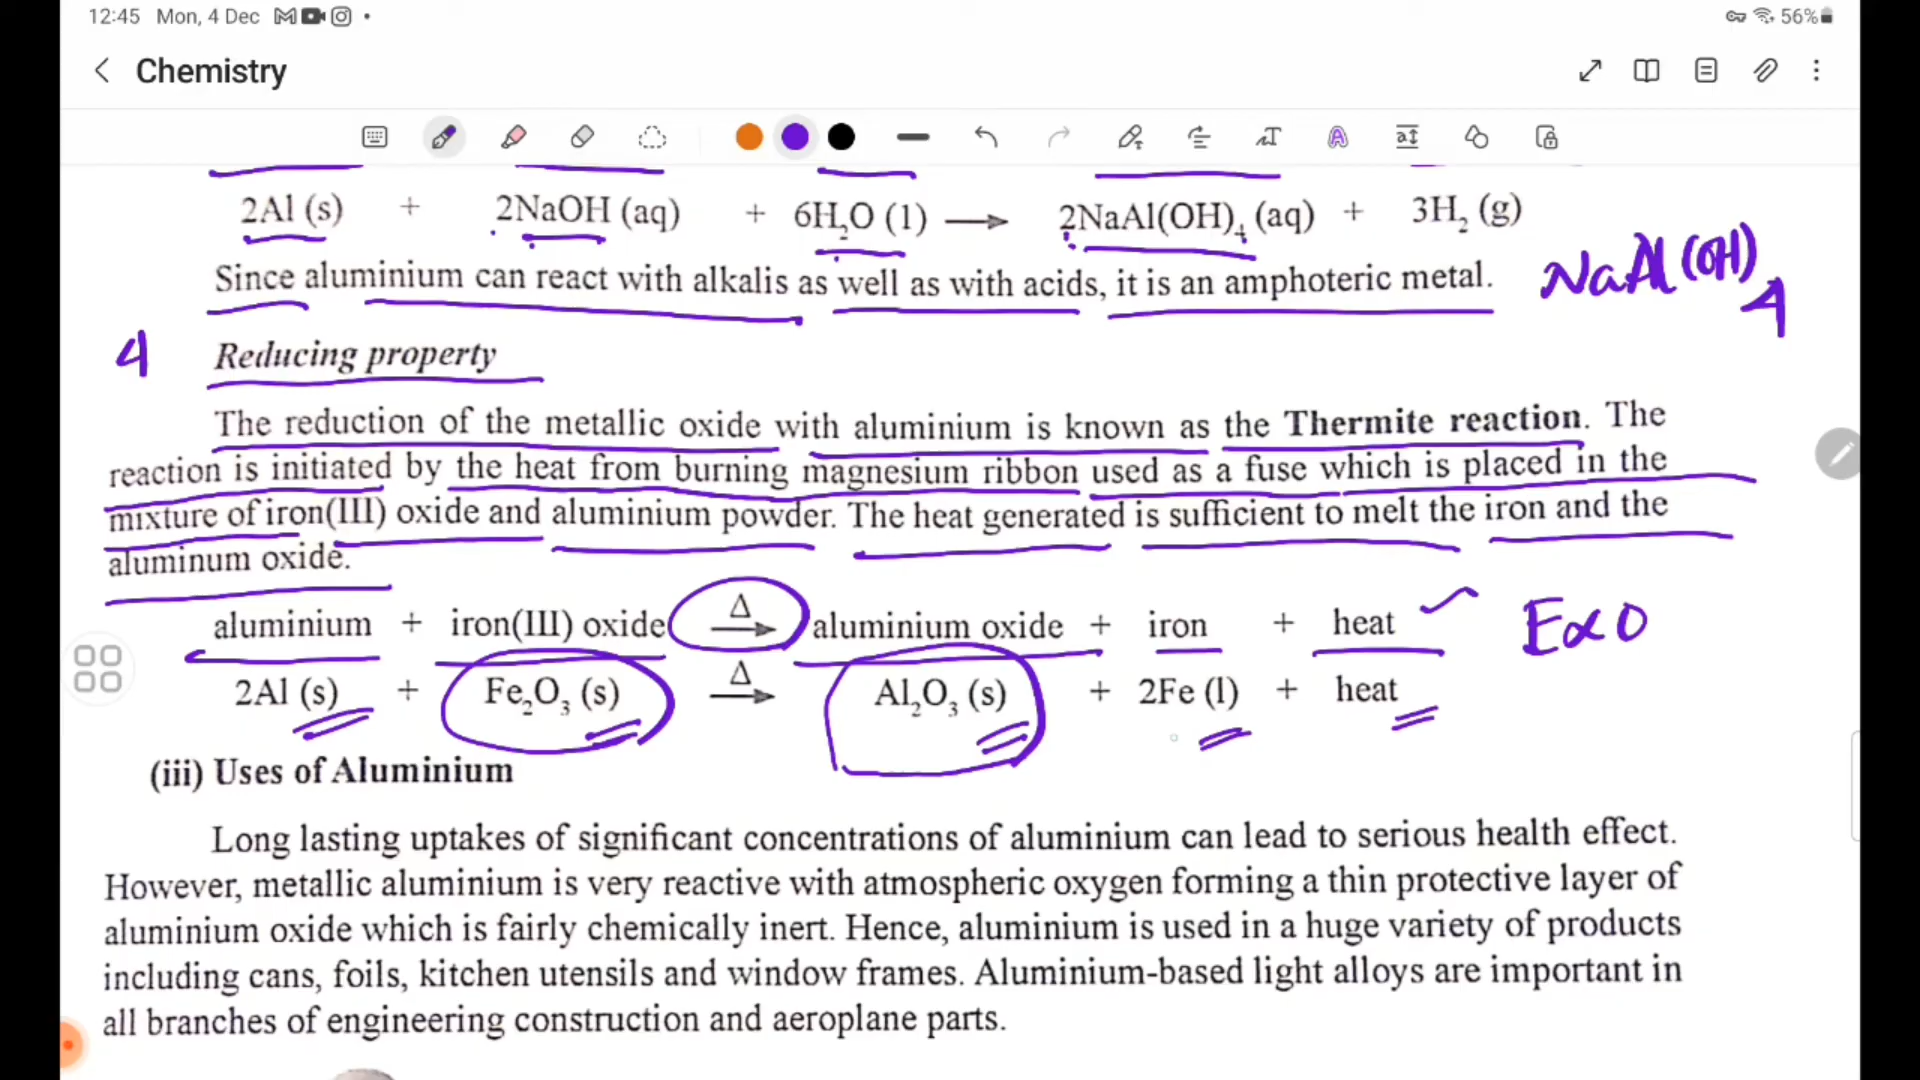 12:45 Mon, 4 Dec
56%
Chemistry
2Al (s) + 2NaOH (aq) + 6H₂O (1) ⟶ 2NaAl(OH)₄ (aq) + 3H₂ (g)
NaAl(OH)4
Since aluminium can react with alkalis as well as with acids, it is an amphoteric metal.
4 Reducing property
The reduction of the metallic oxide with aluminium is known as the Thermite reaction. The
reaction is initiated by the heat from burning magnesium ribbon used as a fuse which is placed in the
mixture of iron(III) oxide and aluminium powder. The heat generated is sufficient to melt the iron and the
aluminum oxide.
aluminium + iron(III) oxide Δ⟶ aluminium oxide + iron + heat
Exo
2Al (s) + Fe₂O₃ (s) Δ⟶ Al₂O₃ (s) + 2Fe (l) + heat
(iii) Uses of Aluminium
Long lasting uptakes of significant concentrations of aluminium can lead to serious health effect.
However, metallic aluminium is very reactive with atmospheric oxygen forming a thin protective layer of
aluminium oxide which is fairly chemically inert. Hence, aluminium is used in a huge variety of products
including cans, foils, kitchen utensils and window frames. Aluminium-based light alloys are important in
all branches of engineering construction and aeroplane parts.